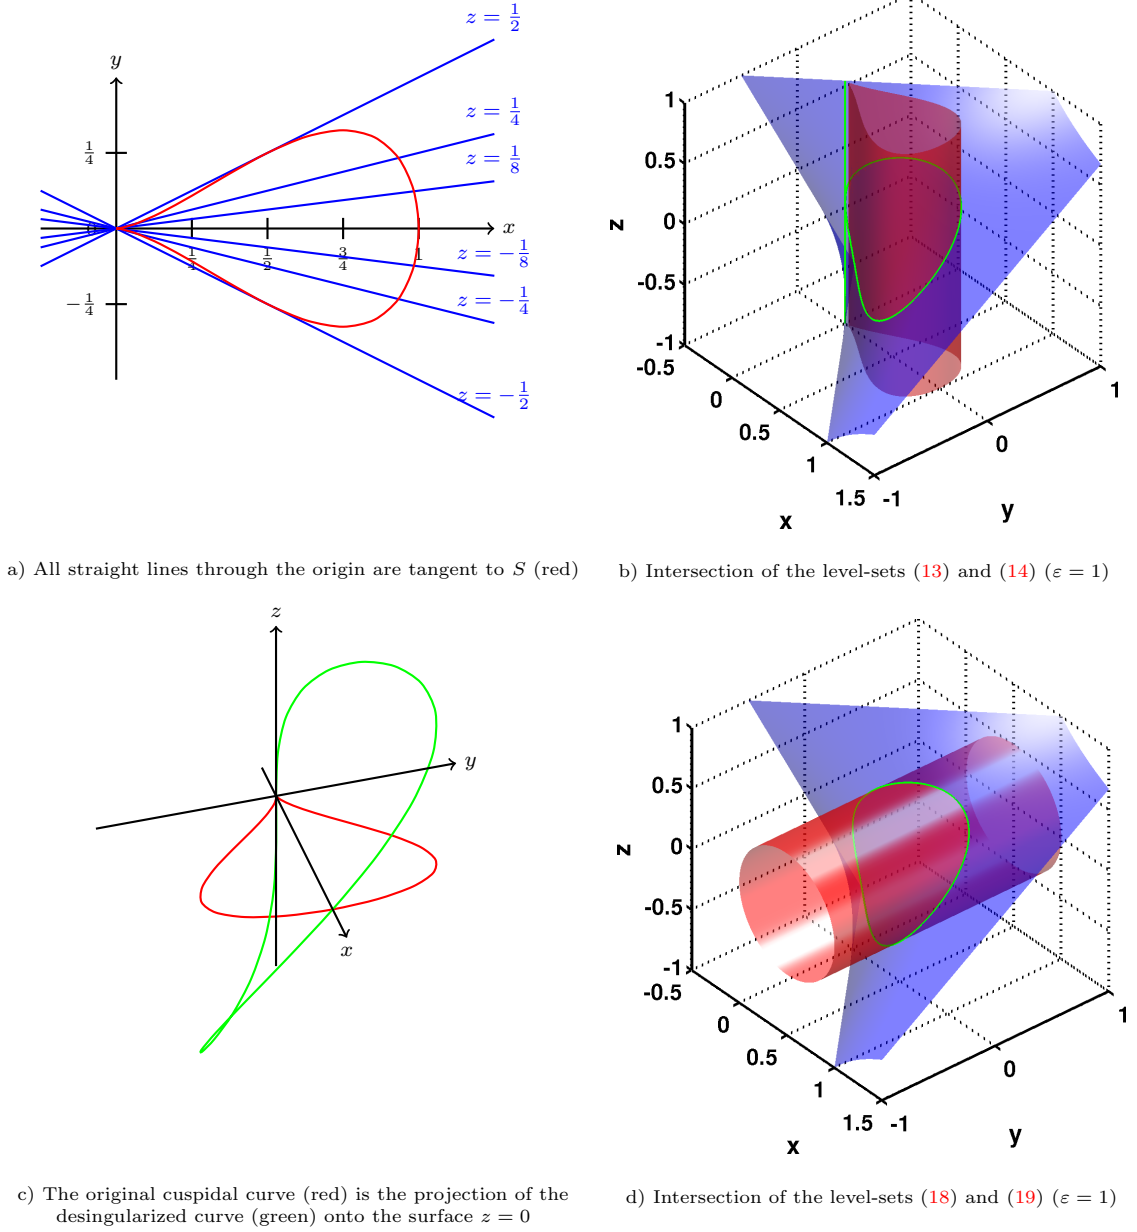 z = 1/2
y
z = 1/4
z = 1/8
1/4
0
x
1/4
1/2
3/4
1
z = −1/8
z = −1/4
−1/4
z = −1/2
1
0.5
0
-0.5
-1
z
-0.5
0
0.5
1
1.5
x
-1
0
1
y
a) All straight lines through the origin are tangent to S (red)
b) Intersection of the level-sets (13) and (14) (ε = 1)
z
y
x
1
0.5
0
-0.5
-1
z
-0.5
0
0.5
1
1.5
x
-1
0
1
y
c) The original cuspidal curve (red) is the projection of the
desingularized curve (green) onto the surface z = 0
d) Intersection of the level-sets (18) and (19) (ε = 1)